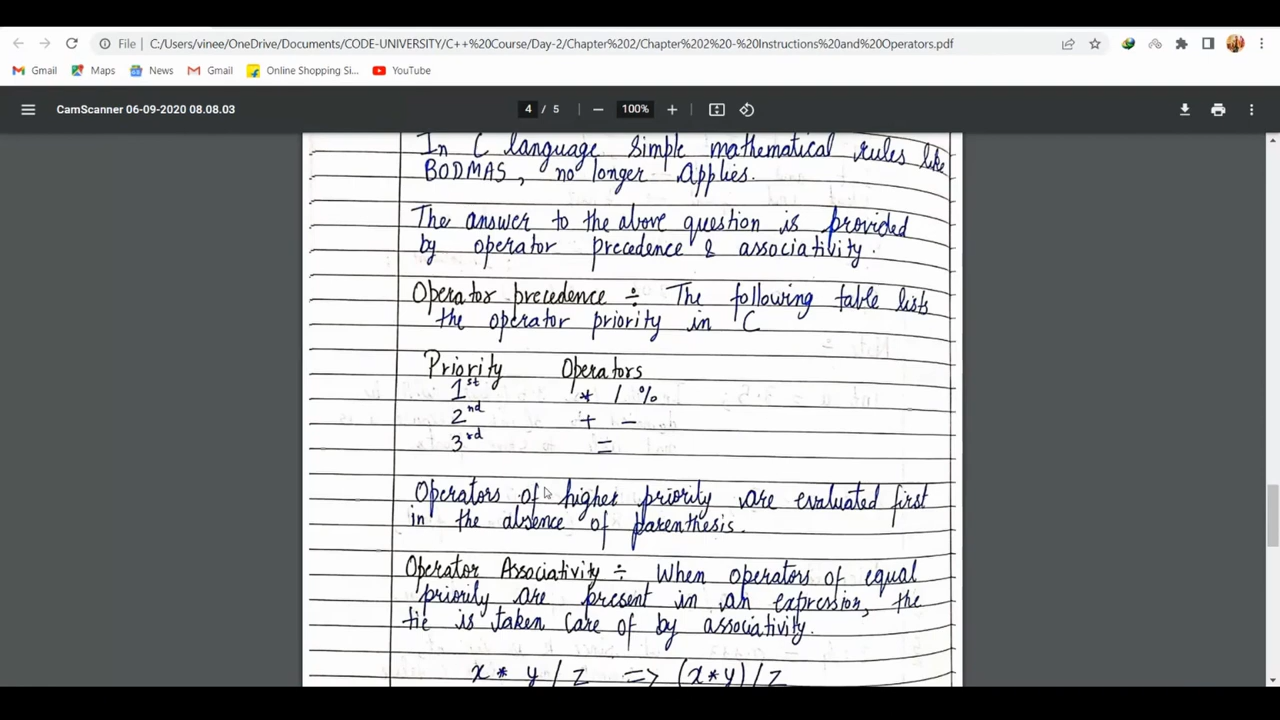 File C:/Users/vinee/OneDrive/Documents/CODE-UNIVERSITY/C++%20Course/Day-2/Chapter%202/Chapter%202%20-%20Instructions%20and%20Operators.pdf
Gmail Maps News Gmail Online Shopping Si... YouTube
CamScanner 06-09-2020 08.08.03 4 / 5 100%
In C language simple mathematical rules like
BODMAS, no longer Applies.
The answer to the above question is provided
by operator precedence & associativity.
Operator precedence ÷ The following table lists
the operator priority in C
Priority Operators
1st * / %
2nd + -
3rd =
Operators of higher priority are evaluated first
in the absence of parenthesis.
Operator Associativity ÷ When operators of equal
priority are present in an expression, the
tie is taken care of by associativity.
x * y / z => (x*y)/z